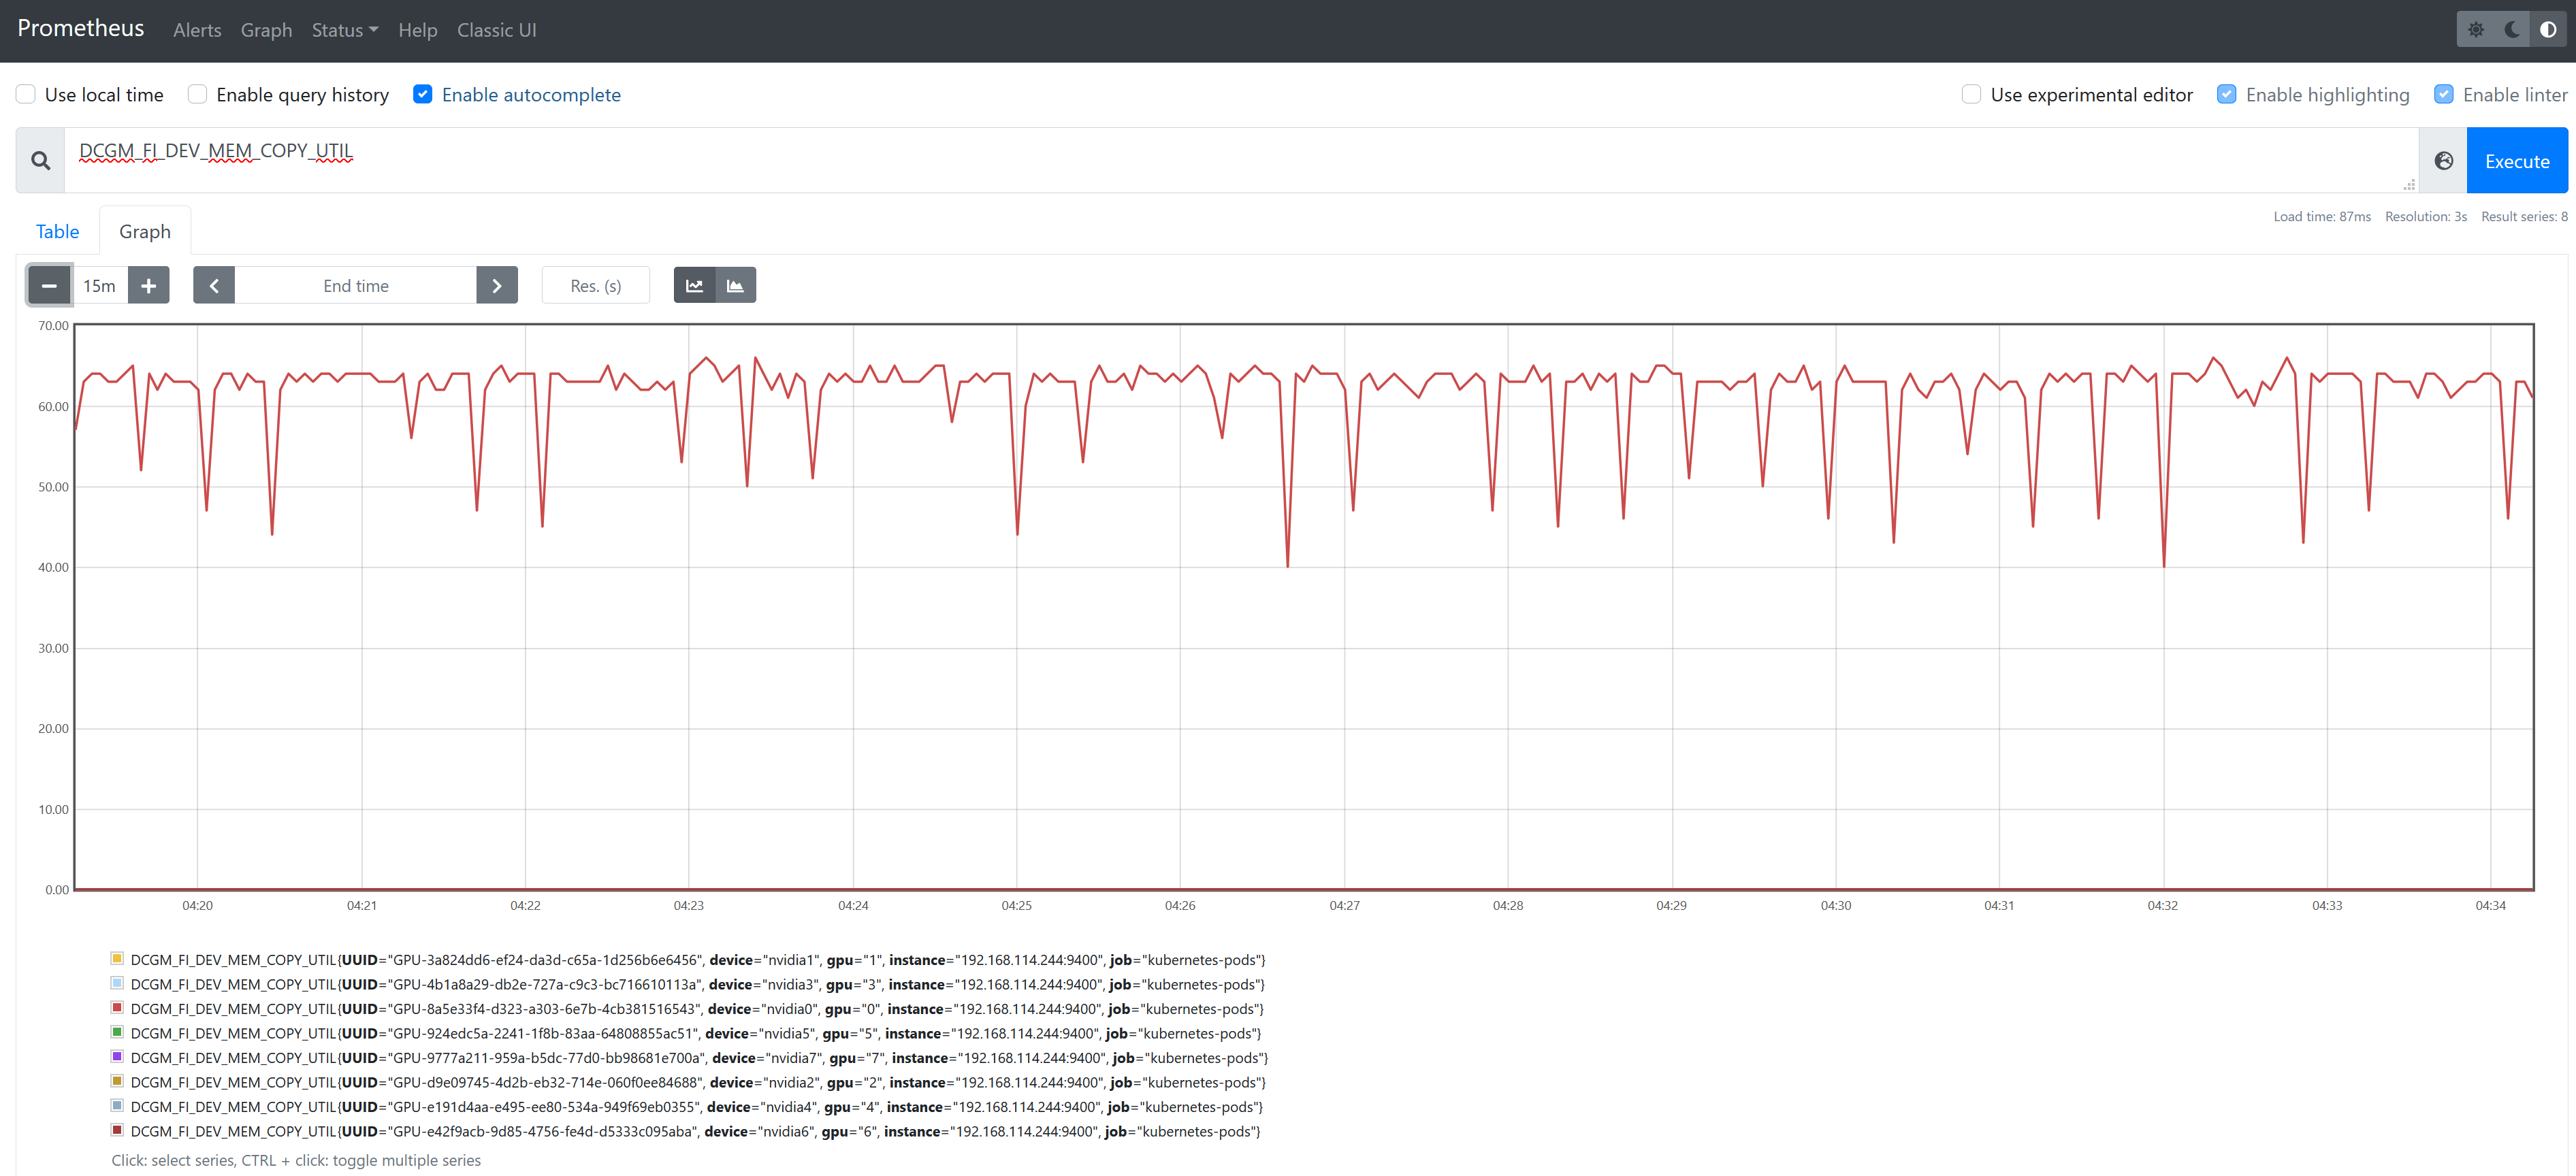 Prometheus Alerts Graph Status Help Classic UI
Use local time Enable query history Enable autocomplete Use experimental editor Enable highlighting Enable linter
DCGM_FI_DEV_MEM_COPY_UTIL Execute
Table Graph Load time: 87ms Resolution: 3s Result series: 8
15m End time Res. (s)
70.00
60.00
50.00
40.00
30.00
20.00
10.00
0.00
04:20 04:21 04:22 04:23 04:24 04:25 04:26 04:27 04:28 04:29 04:30 04:31 04:32 04:33 04:34
DCGM_FI_DEV_MEM_COPY_UTIL{UUID="GPU-3a824dd6-ef24-da3d-c65a-1d256b6e6456", device="nvidia1", gpu="1", instance="192.168.114.244:9400", job="kubernetes-pods"}
DCGM_FI_DEV_MEM_COPY_UTIL{UUID="GPU-4b1a8a29-db2e-727a-c9c3-bc716610113a", device="nvidia3", gpu="3", instance="192.168.114.244:9400", job="kubernetes-pods"}
DCGM_FI_DEV_MEM_COPY_UTIL{UUID="GPU-8a5e33f4-d323-a303-6e7b-4cb381516543", device="nvidia0", gpu="0", instance="192.168.114.244:9400", job="kubernetes-pods"}
DCGM_FI_DEV_MEM_COPY_UTIL{UUID="GPU-924edc5a-2241-1f8b-83aa-64808855ac51", device="nvidia5", gpu="5", instance="192.168.114.244:9400", job="kubernetes-pods"}
DCGM_FI_DEV_MEM_COPY_UTIL{UUID="GPU-9777a211-959a-b5dc-77d0-bb98681e700a", device="nvidia7", gpu="7", instance="192.168.114.244:9400", job="kubernetes-pods"}
DCGM_FI_DEV_MEM_COPY_UTIL{UUID="GPU-d9e09745-4d2b-eb32-714e-060f0ee84688", device="nvidia2", gpu="2", instance="192.168.114.244:9400", job="kubernetes-pods"}
DCGM_FI_DEV_MEM_COPY_UTIL{UUID="GPU-e191d4aa-e495-ee80-534a-949f69eb0355", device="nvidia4", gpu="4", instance="192.168.114.244:9400", job="kubernetes-pods"}
DCGM_FI_DEV_MEM_COPY_UTIL{UUID="GPU-e42f9acb-9d85-4756-fe4d-d5333c095aba", device="nvidia6", gpu="6", instance="192.168.114.244:9400", job="kubernetes-pods"}
Click: select series, CTRL + click: toggle multiple series